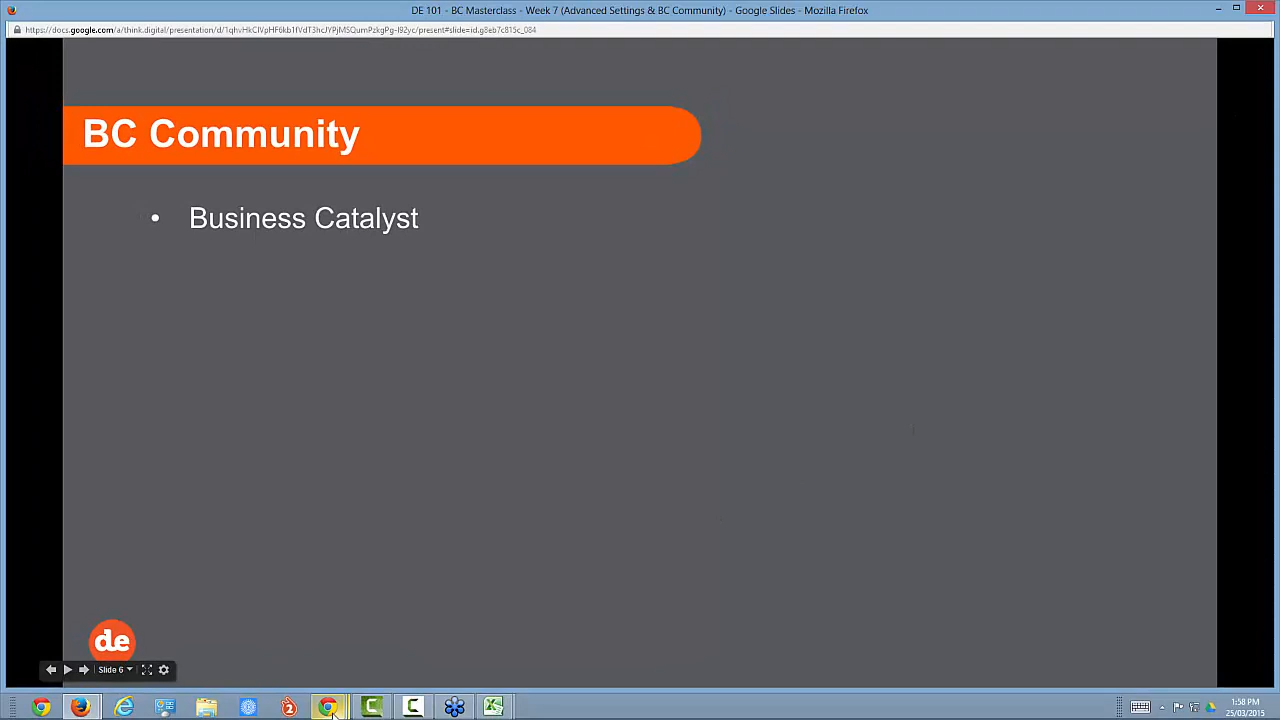 DE 101 - BC Masterclass - Week 7 (Advanced Settings & BC Community) - Google Slides - Mozilla Firefox
BC Community
• Business Catalyst
de
Slide 6
1:58 PM
25/03/2015